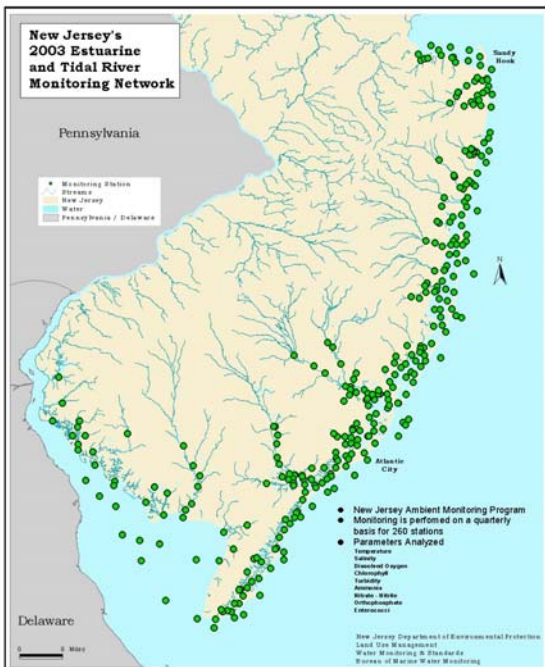 New Jersey's
2003 Estuarine
and Tidal River
Monitoring Network
Sandy
Hook
Pennsylvania
Monitoring Station
Streams
New Jersey
Water
Pennsylvania / Delaware
N
Atlantic
City
New Jersey Ambient Monitoring Program
Monitoring is perfomed on a quarterly
basis for 260 stations
Parameters Analyzed
Temperature
Salinity
Dissolved Oxygen
Chlorophyll
Turbidity
Ammonia
Nitrate - Nitrite
Orthophosphate
Enterococci
Delaware
Miles
New Jersey Department of Environmental Protection
Land Use Management
Water Monitoring & Standards
Bureau of Marine Water Monitoring